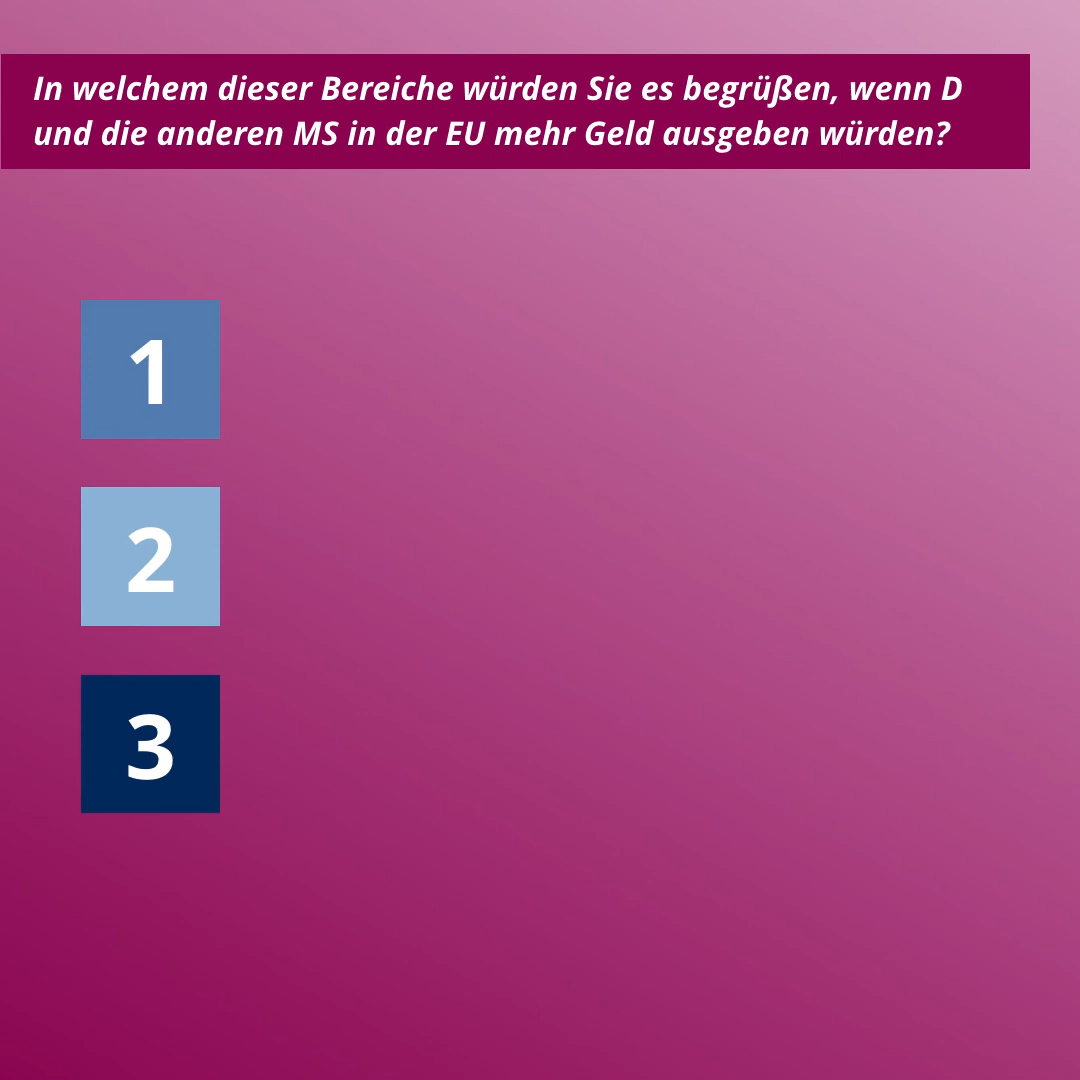 In welchem dieser Bereiche würden Sie es begrüßen, wenn D
und die anderen MS in der EU mehr Geld ausgeben würden?
1
2
3